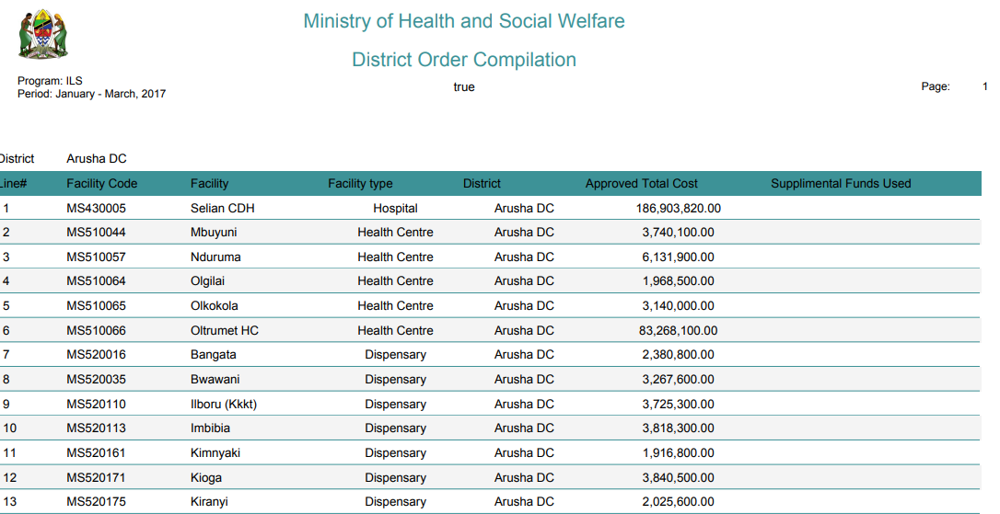 Ministry of Health and Social Welfare
District Order Compilation
Program: ILS
Period: January - March, 2017
true
Page: 1
District Arusha DC
Line# Facility Code Facility Facility type District Approved Total Cost Supplimental Funds Used
1 MS430005 Selian CDH Hospital Arusha DC 186,903,820.00
2 MS510044 Mbuyuni Health Centre Arusha DC 3,740,100.00
3 MS510057 Nduruma Health Centre Arusha DC 6,131,900.00
4 MS510064 Olgilai Health Centre Arusha DC 1,968,500.00
5 MS510065 Olkokola Health Centre Arusha DC 3,140,000.00
6 MS510066 Oltrumet HC Health Centre Arusha DC 83,268,100.00
7 MS520016 Bangata Dispensary Arusha DC 2,380,800.00
8 MS520035 Bwawani Dispensary Arusha DC 3,267,600.00
9 MS520110 Ilboru (Kkkt) Dispensary Arusha DC 3,725,300.00
10 MS520113 Imbibia Dispensary Arusha DC 3,818,300.00
11 MS520161 Kimnyaki Dispensary Arusha DC 1,916,800.00
12 MS520171 Kioga Dispensary Arusha DC 3,840,500.00
13 MS520175 Kiranyi Dispensary Arusha DC 2,025,600.00